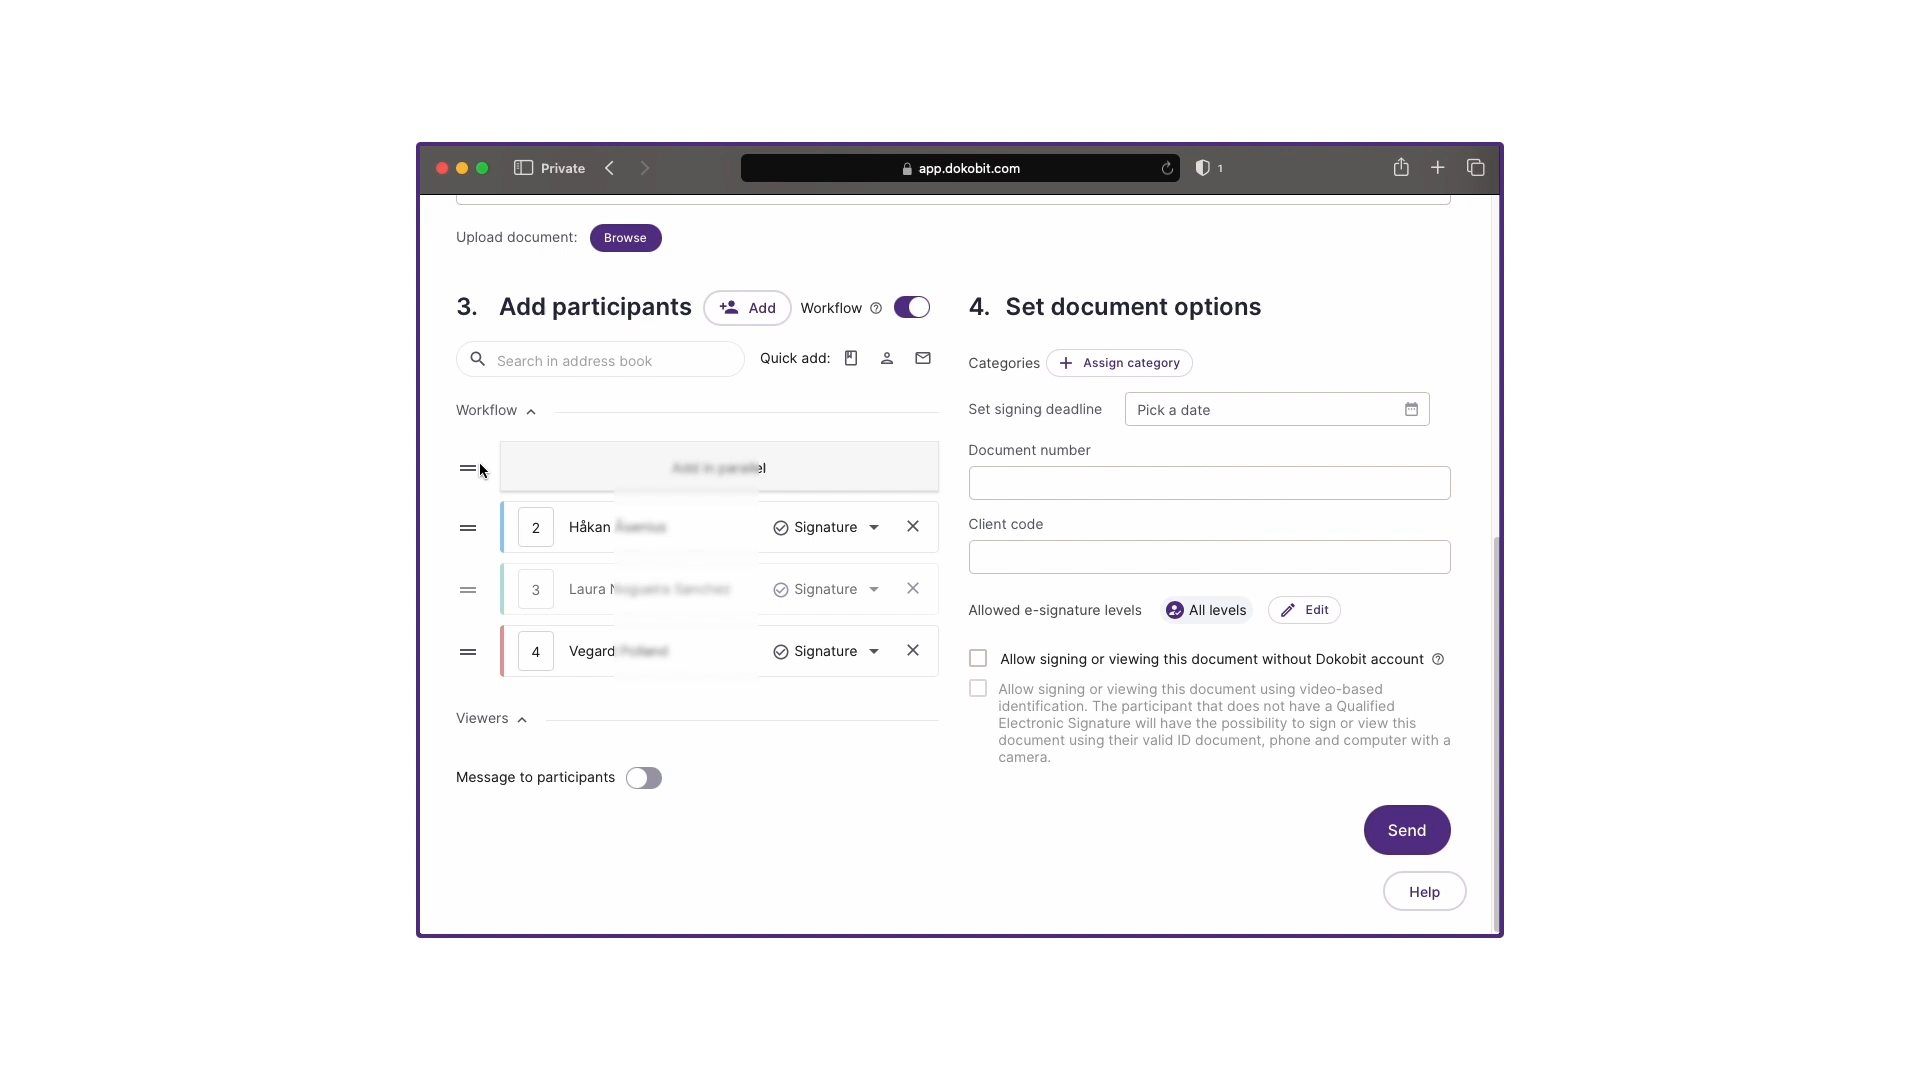 Private
app.dokobit.com
1
Upload document:
Browse
3. Add participants
Add
Workflow
Search in address book
Quick add:
Workflow
2
Håkan
Signature
3
Laura
Signature
4
Vegard
Signature
Viewers
Message to participants
4. Set document options
Categories
Assign category
Set signing deadline
Pick a date
Document number
Client code
Allowed e-signature levels
All levels
Edit
Allow signing or viewing this document without Dokobit account
Allow signing or viewing this document using video-based
identification. The participant that does not have a Qualified
Electronic Signature will have the possibility to sign or view this
document using their valid ID document, phone and computer with a
camera.
Send
Help